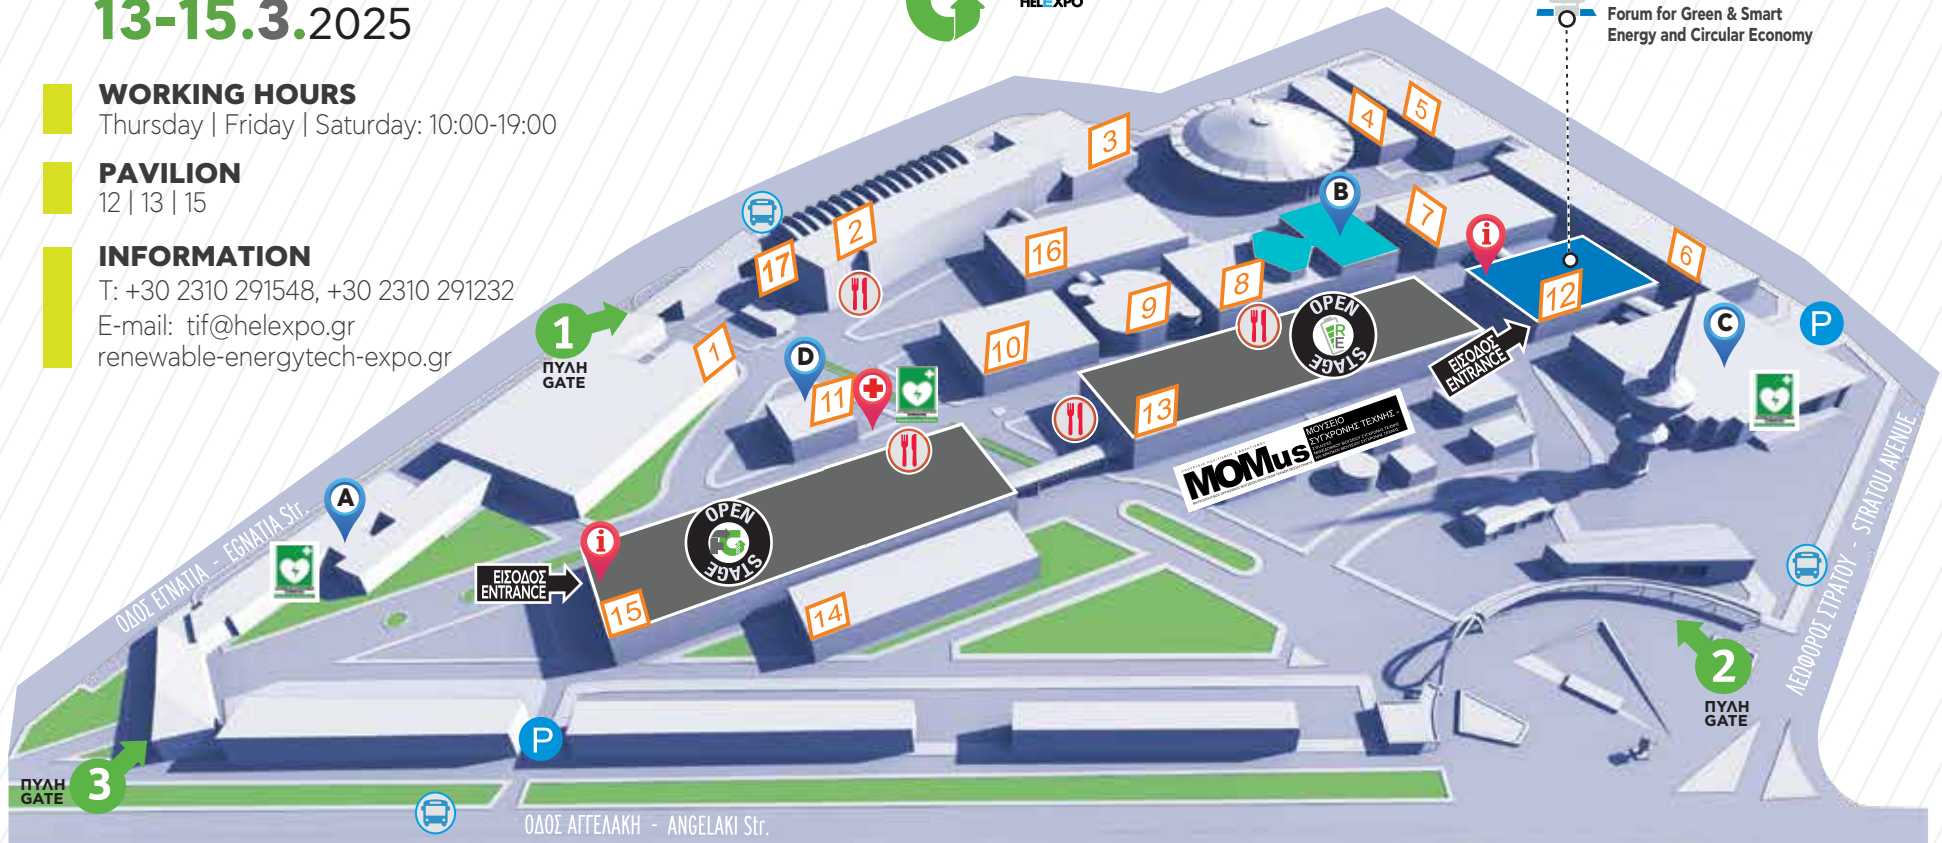 13-15.3.2025
HELEXPO
Forum for Green & Smart
Energy and Circular Economy
WORKING HOURS
Thursday | Friday | Saturday: 10:00-19:00
PAVILION
12 | 13 | 15
INFORMATION
T: +30 2310 291548, +30 2310 291232
E-mail: tif@helexpo.gr
renewable-energytech-expo.gr
5
4
3
B
7
2
16
17
i
6
8
12
9
OPEN
RE
STAGE
C
P
1
ΠΥΛΗ
GATE
1
10
D
11
13
ΕΙΣΟΔΟΣ
ENTRANCE
MOMus
ΜΟΥΣΕΙΟ
ΣΥΓΧΡΟΝΗΣ ΤΕΧΝΗΣ -
A
OPEN
STAGE
i
ΕΙΣΟΔΟΣ
ENTRANCE
15
14
ΟΔΟΣ ΕΓΝΑΤΙΑ - EGNATIA Str.
ΛΕΩΦΟΡΟΣ ΣΤΡΑΤΟΥ - STRATOU AVENUE
2
ΠΥΛΗ
GATE
P
ΠΥΛΗ
GATE
3
ΟΔΟΣ ΑΓΓΕΛΑΚΗ - ANGELAKI Str.